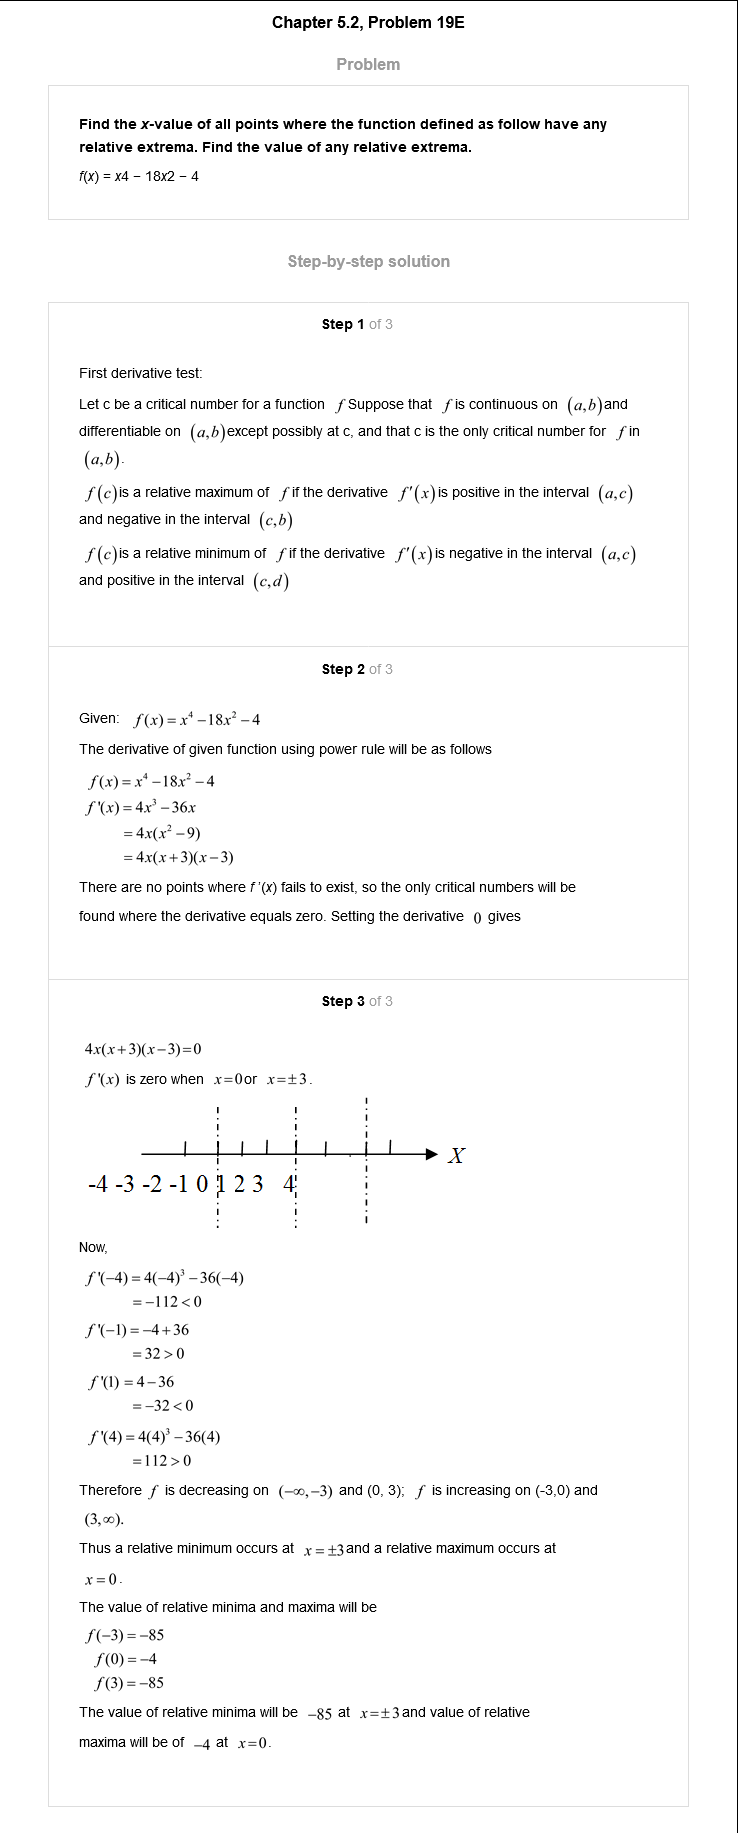 Chapter 5.2, Problem 19E
Problem
Find the x-value of all points where the function defined as follow have any
relative extrema. Find the value of any relative extrema.
f(x) = x4 − 18x2 − 4
Step-by-step solution
Step 1 of 3
First derivative test:
Let c be a critical number for a function f Suppose that f is continuous on (a,b) and
differentiable on (a,b) except possibly at c, and that c is the only critical number for f in
(a,b).
f(c) is a relative maximum of f if the derivative f'(x) is positive in the interval (a,c)
and negative in the interval (c,b)
f(c) is a relative minimum of f if the derivative f'(x) is negative in the interval (a,c)
and positive in the interval (c,d)
Step 2 of 3
Given: f(x) = x⁴ − 18x² − 4
The derivative of given function using power rule will be as follows
f(x) = x⁴ − 18x² − 4
f'(x) = 4x³ − 36x
= 4x(x² − 9)
= 4x(x+3)(x−3)
There are no points where f '(x) fails to exist, so the only critical numbers will be
found where the derivative equals zero. Setting the derivative 0 gives
Step 3 of 3
4x(x+3)(x−3)=0
f'(x) is zero when x=0 or x=±3.
X
-4 -3 -2 -1 0 1 2 3 4
Now,
f'(−4) = 4(−4)³ − 36(−4)
= −112 < 0
f'(−1) = −4 + 36
= 32 > 0
f'(1) = 4 − 36
= −32 < 0
f'(4) = 4(4)³ − 36(4)
= 112 > 0
Therefore f is decreasing on (−∞,−3) and (0, 3); f is increasing on (-3,0) and
(3,∞).
Thus a relative minimum occurs at x = ±3 and a relative maximum occurs at
x = 0.
The value of relative minima and maxima will be
f(−3) = −85
f(0) = −4
f(3) = −85
The value of relative minima will be −85 at x=±3 and value of relative
maxima will be of −4 at x=0.